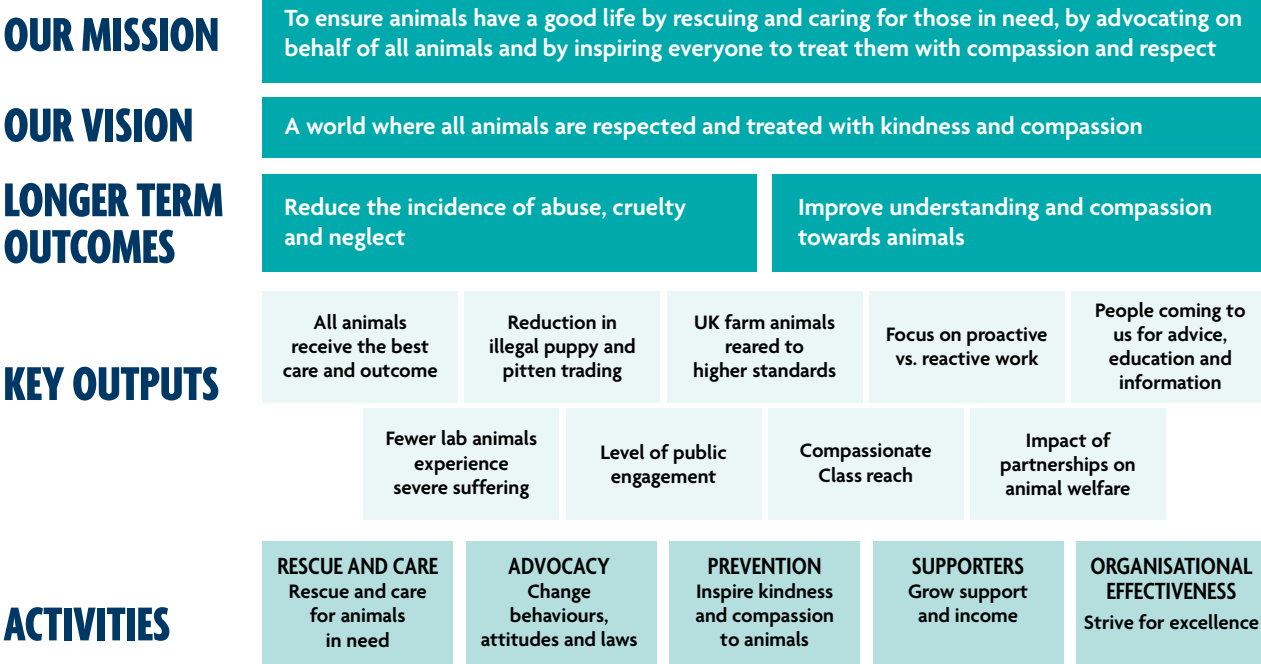 OUR MISSION
To ensure animals have a good life by rescuing and caring for those in need, by advocating on
behalf of all animals and by inspiring everyone to treat them with compassion and respect
OUR VISION
A world where all animals are respected and treated with kindness and compassion
LONGER TERM
OUTCOMES
Reduce the incidence of abuse, cruelty
and neglect
Improve understanding and compassion
towards animals
KEY OUTPUTS
All animals
receive the best
care and outcome
Reduction in
illegal puppy and
pitten trading
UK farm animals
reared to
higher standards
Focus on proactive
vs. reactive work
People coming to
us for advice,
education and
information
Fewer lab animals
experience
severe suffering
Level of public
engagement
Compassionate
Class reach
Impact of
partnerships on
animal welfare
ACTIVITIES
RESCUE AND CARE
Rescue and care
for animals
in need
ADVOCACY
Change
behaviours,
attitudes and laws
PREVENTION
Inspire kindness
and compassion
to animals
SUPPORTERS
Grow support
and income
ORGANISATIONAL
EFFECTIVENESS
Strive for excellence